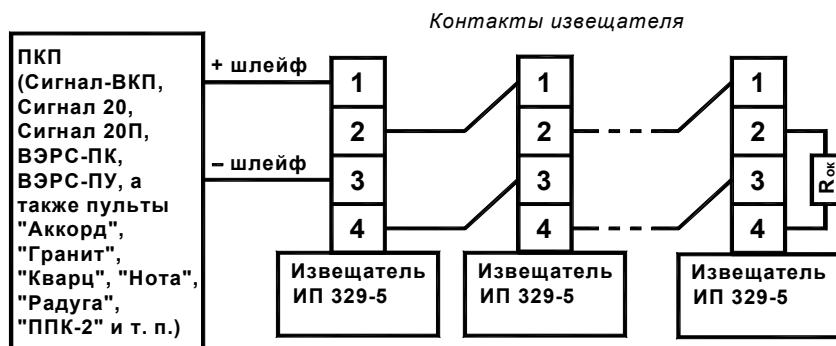 Контакты извещателя
ПКП
(Сигнал-ВКП,
Сигнал 20,
Сигнал 20П,
ВЭРС-ПК,
ВЭРС-ПУ, а
также пульты
"Аккорд",
"Гранит",
"Кварц", "Нота",
"Радуга",
"ППК-2" и т. п.)
+ шлейф
– шлейф
1
2
3
4
Извещатель
ИП 329-5
1
2
3
4
Извещатель
ИП 329-5
1
2
3
4
Извещатель
ИП 329-5
Rок